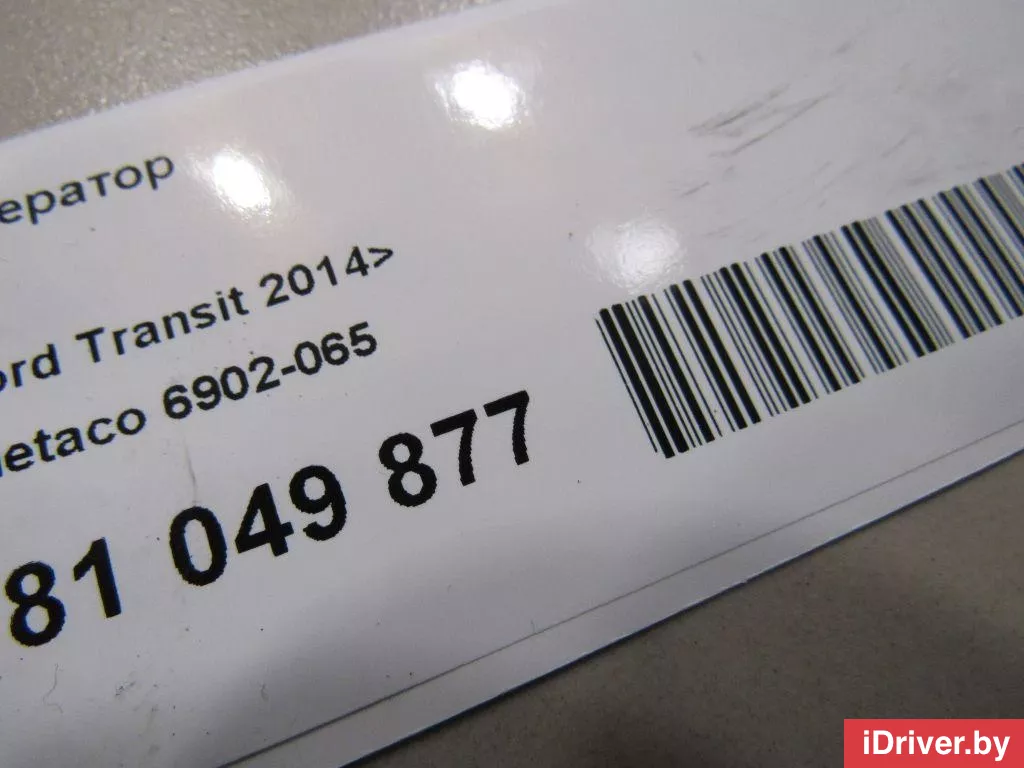 ератор
ord Transit 2014>
etaco 6902-065
81 049 877
iDriver.by